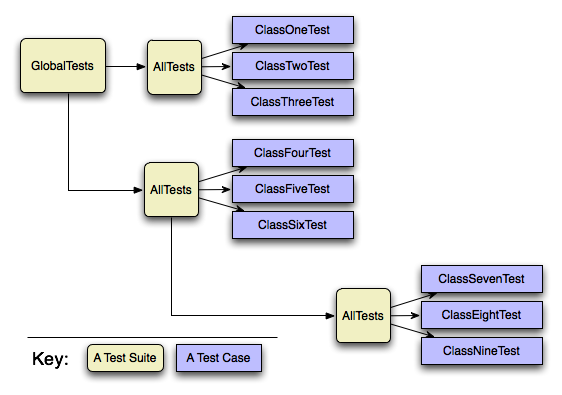 GlobalTests
AllTests
ClassOneTest
ClassTwoTest
ClassThreeTest
AllTests
ClassFourTest
ClassFiveTest
ClassSixTest
AllTests
ClassSevenTest
ClassEightTest
ClassNineTest
Key:
A Test Suite
A Test Case